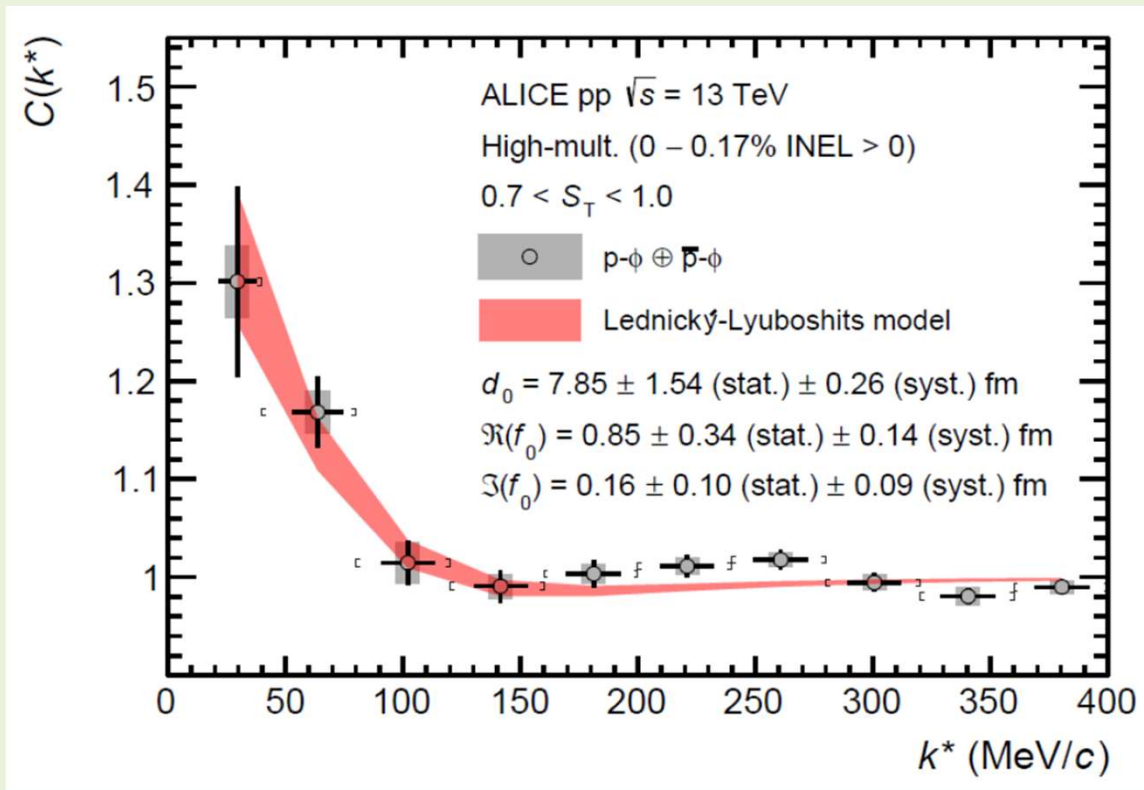 C(k*)
1.5
1.4
1.3
1.2
1.1
1
ALICE pp √s = 13 TeV
High-mult. (0 – 0.17% INEL > 0)
0.7 < S_T < 1.0
p-ϕ ⊕ p̅-ϕ
Lednický-Lyuboshits model
d_0 = 7.85 ± 1.54 (stat.) ± 0.26 (syst.) fm
ℜ(f_0) = 0.85 ± 0.34 (stat.) ± 0.14 (syst.) fm
ℑ(f_0) = 0.16 ± 0.10 (stat.) ± 0.09 (syst.) fm
0 50 100 150 200 250 300 350 400
k* (MeV/c)